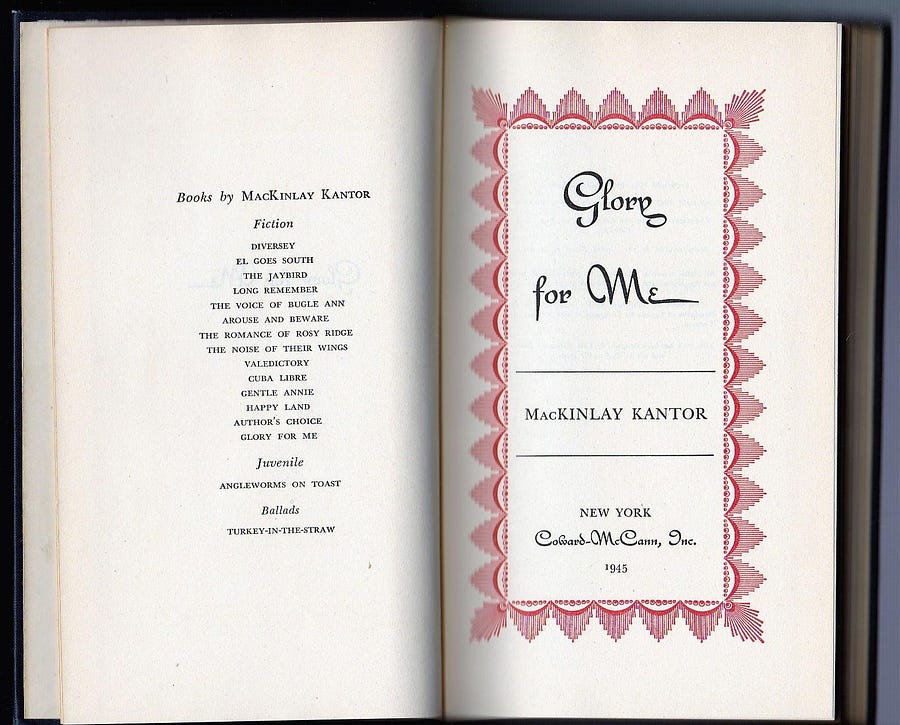 Books by MacKinlay Kantor
Fiction
DIVERSEY
EL GOES SOUTH
THE JAYBIRD
LONG REMEMBER
THE VOICE OF BUGLE ANN
AROUSE AND BEWARE
THE ROMANCE OF ROSY RIDGE
THE NOISE OF THEIR WINGS
VALEDICTORY
CUBA LIBRE
GENTLE ANNIE
HAPPY LAND
AUTHOR'S CHOICE
GLORY FOR ME
Juvenile
ANGLEWORMS ON TOAST
Ballads
TURKEY-IN-THE-STRAW
Glory
for Me
MacKINLAY KANTOR
NEW YORK
Coward-McCann, Inc.
1945